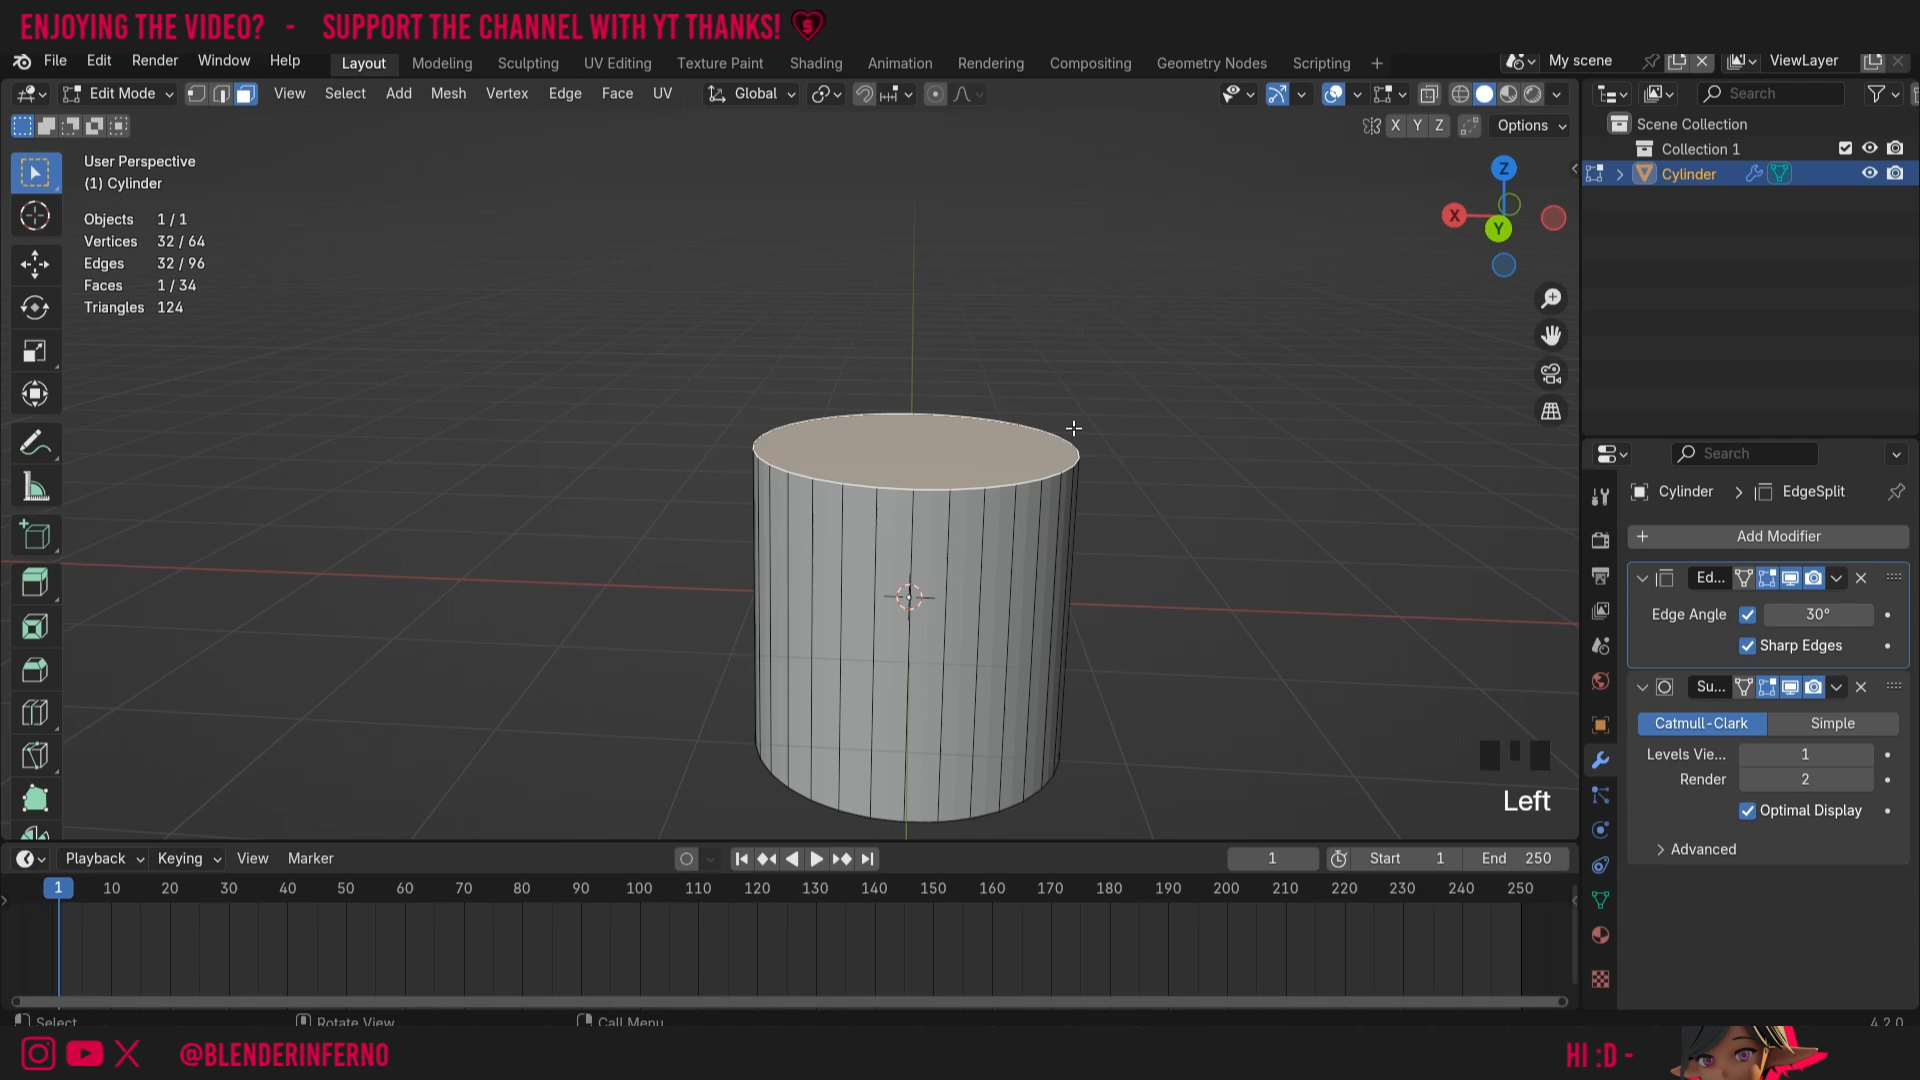 ENJOYING THE VIDEO? - SUPPORT THE CHANNEL WITH YT THANKS!
File Edit Render Window Help Layout Modeling Sculpting UV Editing Texture Paint Shading Animation Rendering Compositing Geometry Nodes Scripting + My scene ViewLayer
Edit Mode View Select Add Mesh Vertex Edge Face UV Global Search
X Y Z Options
Scene Collection
Collection 1
Cylinder
User Perspective
(1) Cylinder
Objects 1 / 1
Vertices 32 / 64
Edges 32 / 96
Faces 1 / 34
Triangles 124
Z
X
Y
Search
Cylinder > EdgeSplit
+ Add Modifier
Ed...
Edge Angle 30°
Sharp Edges
Su...
Catmull-Clark Simple
Levels Vie... 1
Render 2
Optimal Display
Advanced
Left
Playback Keying View Marker 1 Start 1 End 250
1 10 20 30 40 50 60 70 80 90 100 110 120 130 140 150 160 170 180 190 200 210 220 230 240 250
Select Rotate View Call Menu 4.2.0
@BLENDERINFERNO
HI :D -